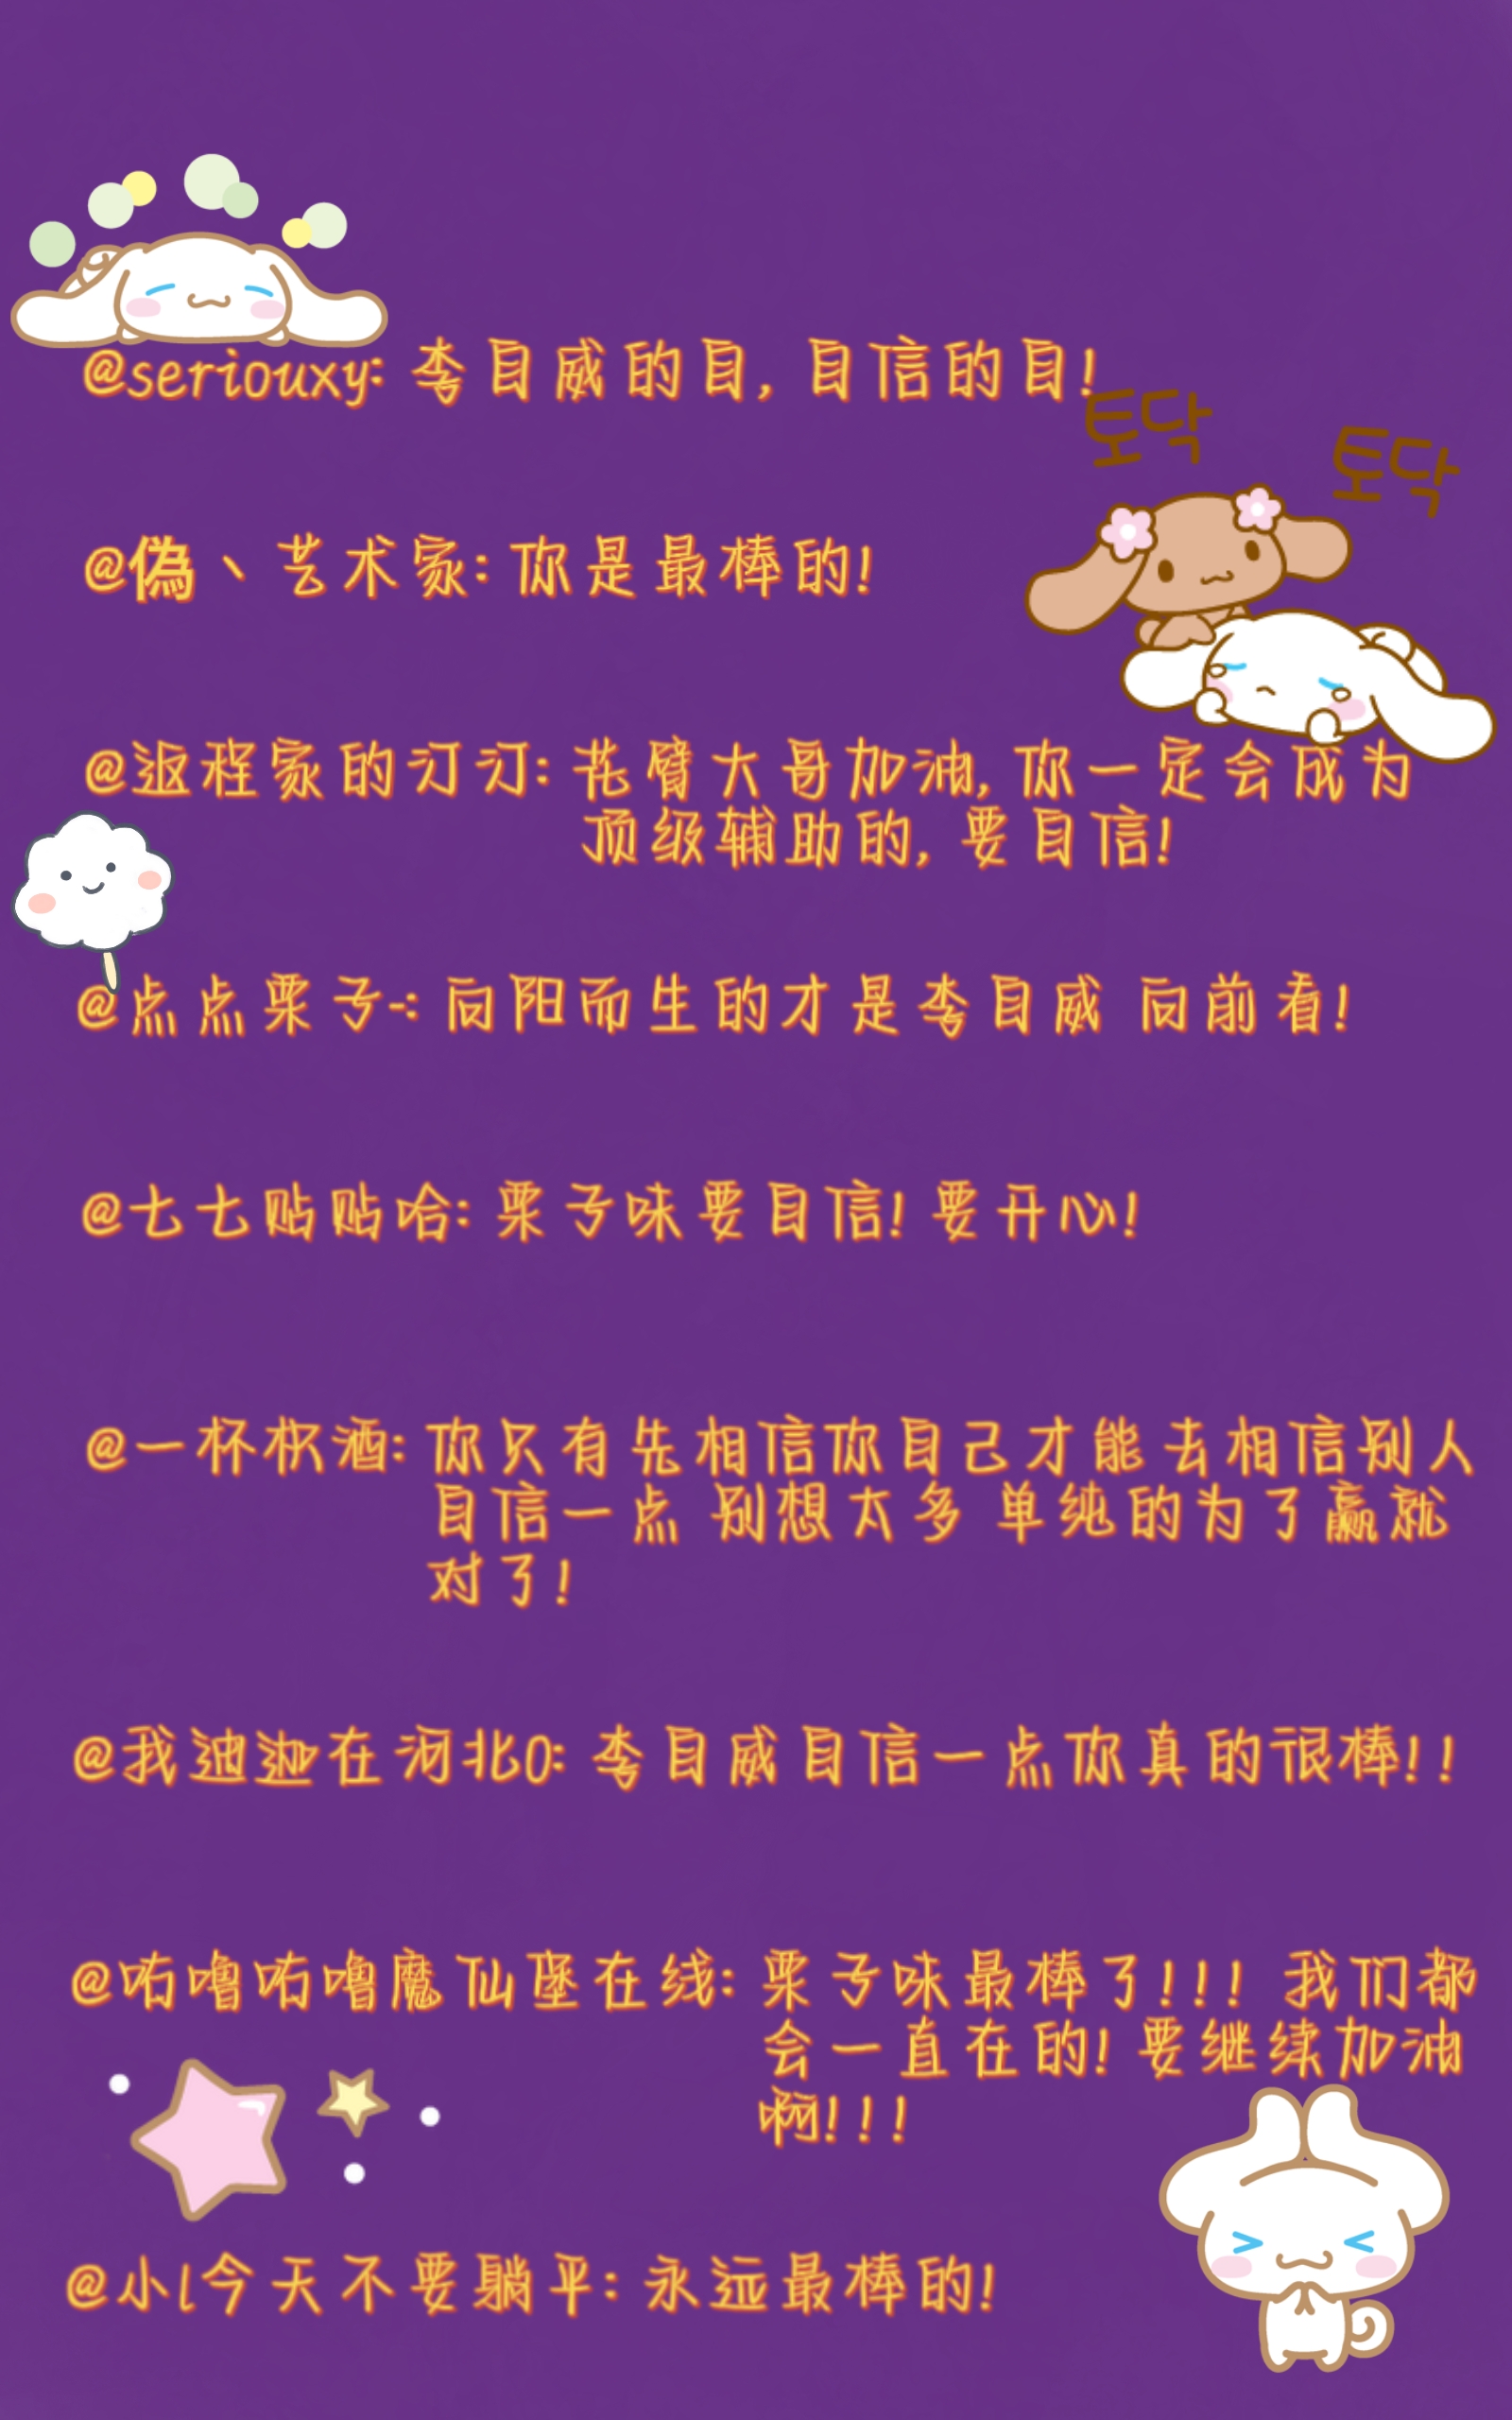 @seriouxy: 李自威的自, 自信的自!
토닥
토닥
@偽丶艺术家: 你是最棒的!
@返程家的汀汀: 花臂大哥加油, 你一定会成为
顶级辅助的, 要自信!
@点点栗子-: 向阳而生的才是李自威 向前看!
@七七贴贴哈: 栗子味要自信! 要开心!
@一杯枳酒: 你只有先相信你自己才能去相信别人
自信一点 别想太多 单纯的为了赢就
对了!
@我迪迦在河北0: 李自威自信一点你真的很棒!!
@咕噜咕噜魔仙堡在线: 栗子味最棒了!!! 我们都
会一直在的! 要继续加油
啊!!!
@小l今天不要躺平: 永远最棒的!